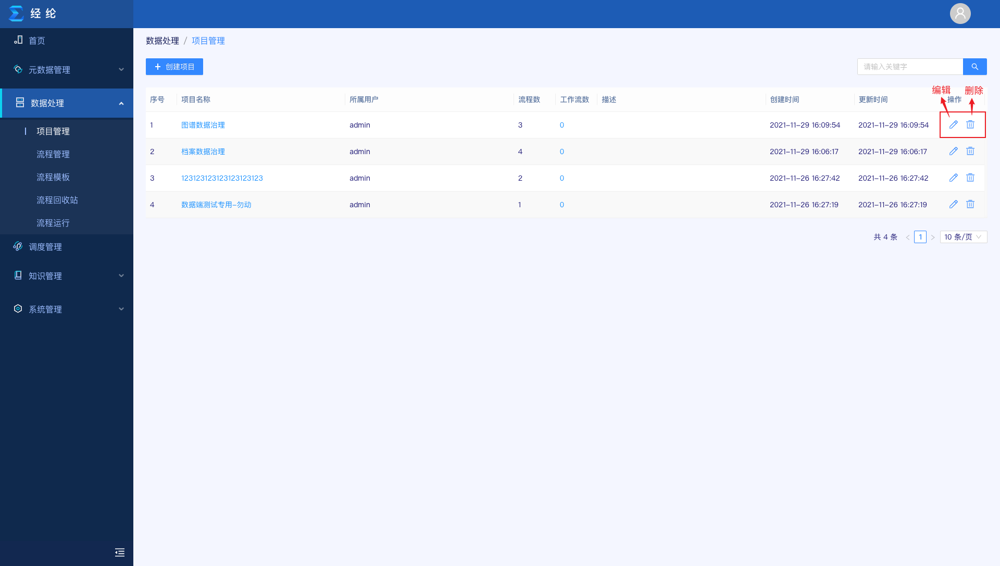 经纶
首页
元数据管理
数据处理
项目管理
流程管理
流程模板
流程回收站
流程运行
调度管理
知识管理
系统管理
数据处理 / 项目管理
创建项目
请输入关键字
编辑 删除
序号 项目名称 所属用户 流程数 工作流数 描述 创建时间 更新时间 操作
1 图谱数据治理 admin 3 0 2021-11-29 16:09:54 2021-11-29 16:09:54
2 档案数据治理 admin 4 0 2021-11-29 16:06:17 2021-11-29 16:06:17
3 123123123123123123123 admin 2 0 2021-11-26 16:27:42 2021-11-26 16:27:42
4 数据端测试专用-勿动 admin 1 0 2021-11-26 16:27:19 2021-11-26 16:27:19
共 4 条 < 1 > 10 条/页